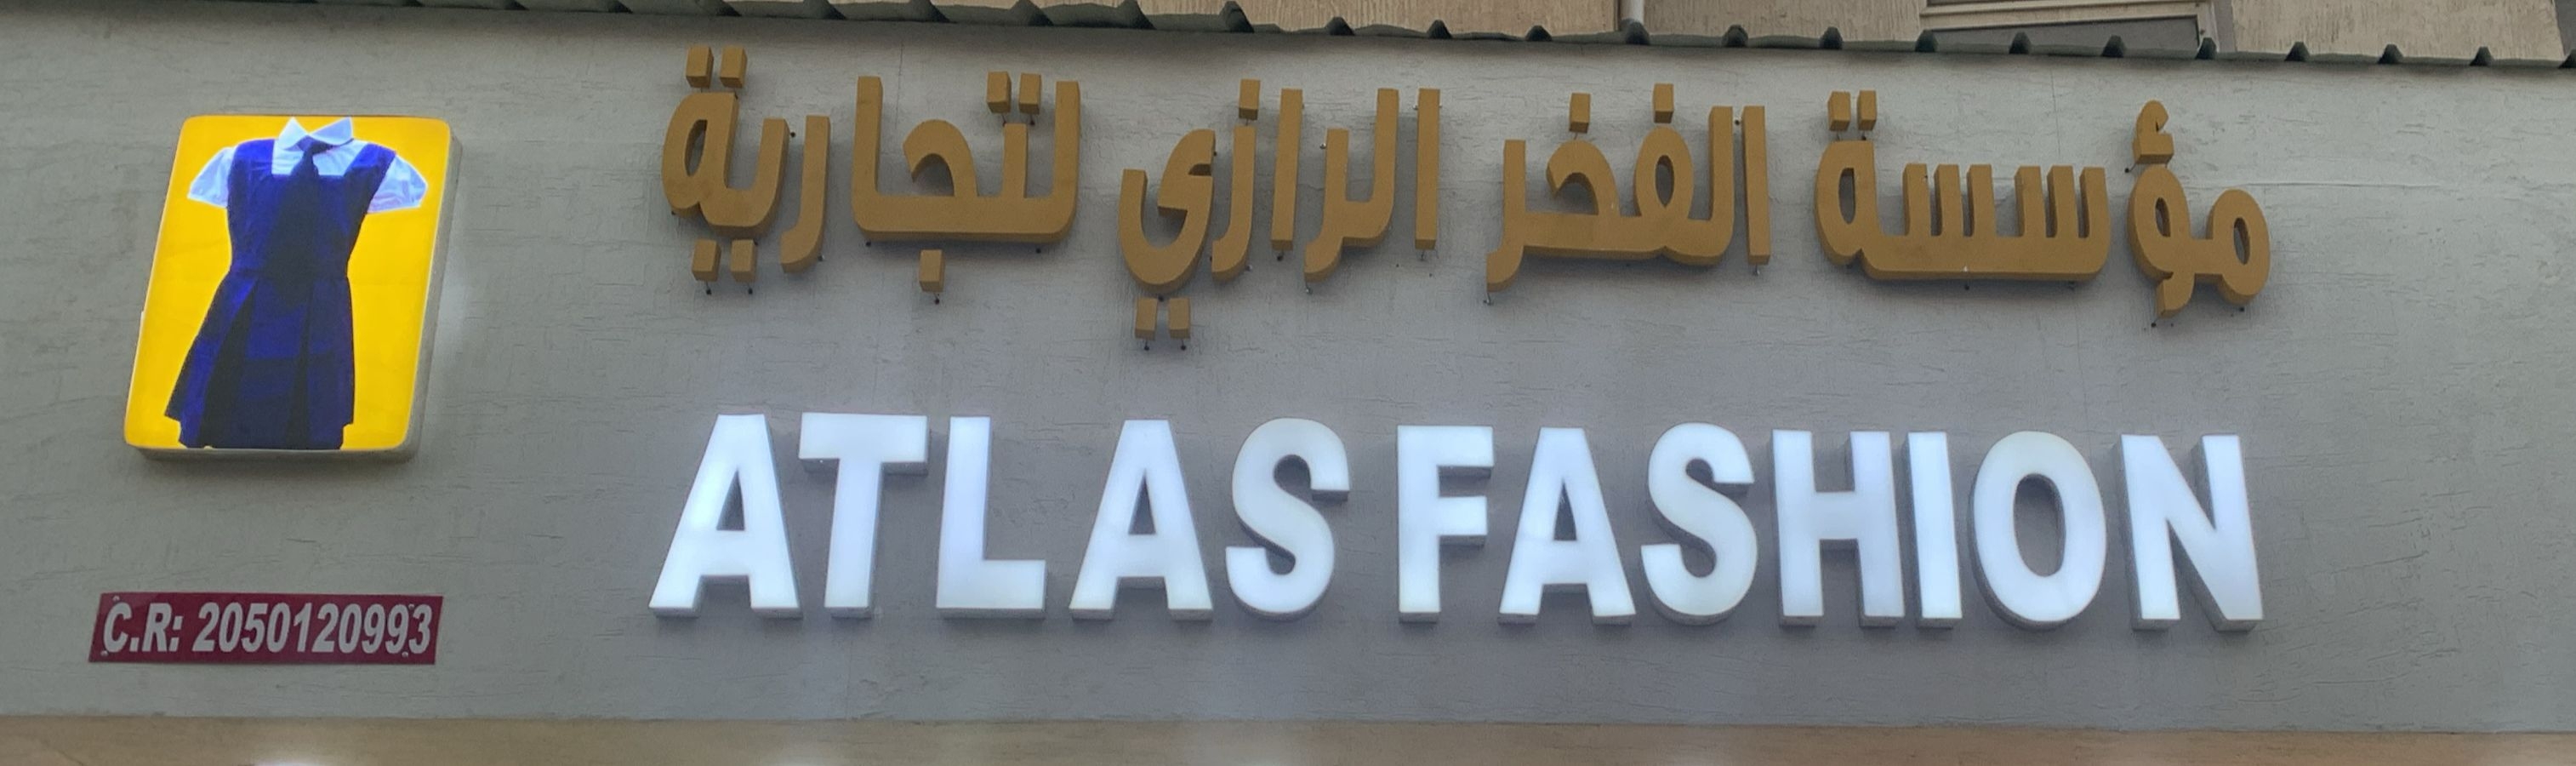 مؤسسة الفخر الرازي لتجارية
ATLAS FASHION
C.R: 2050120993